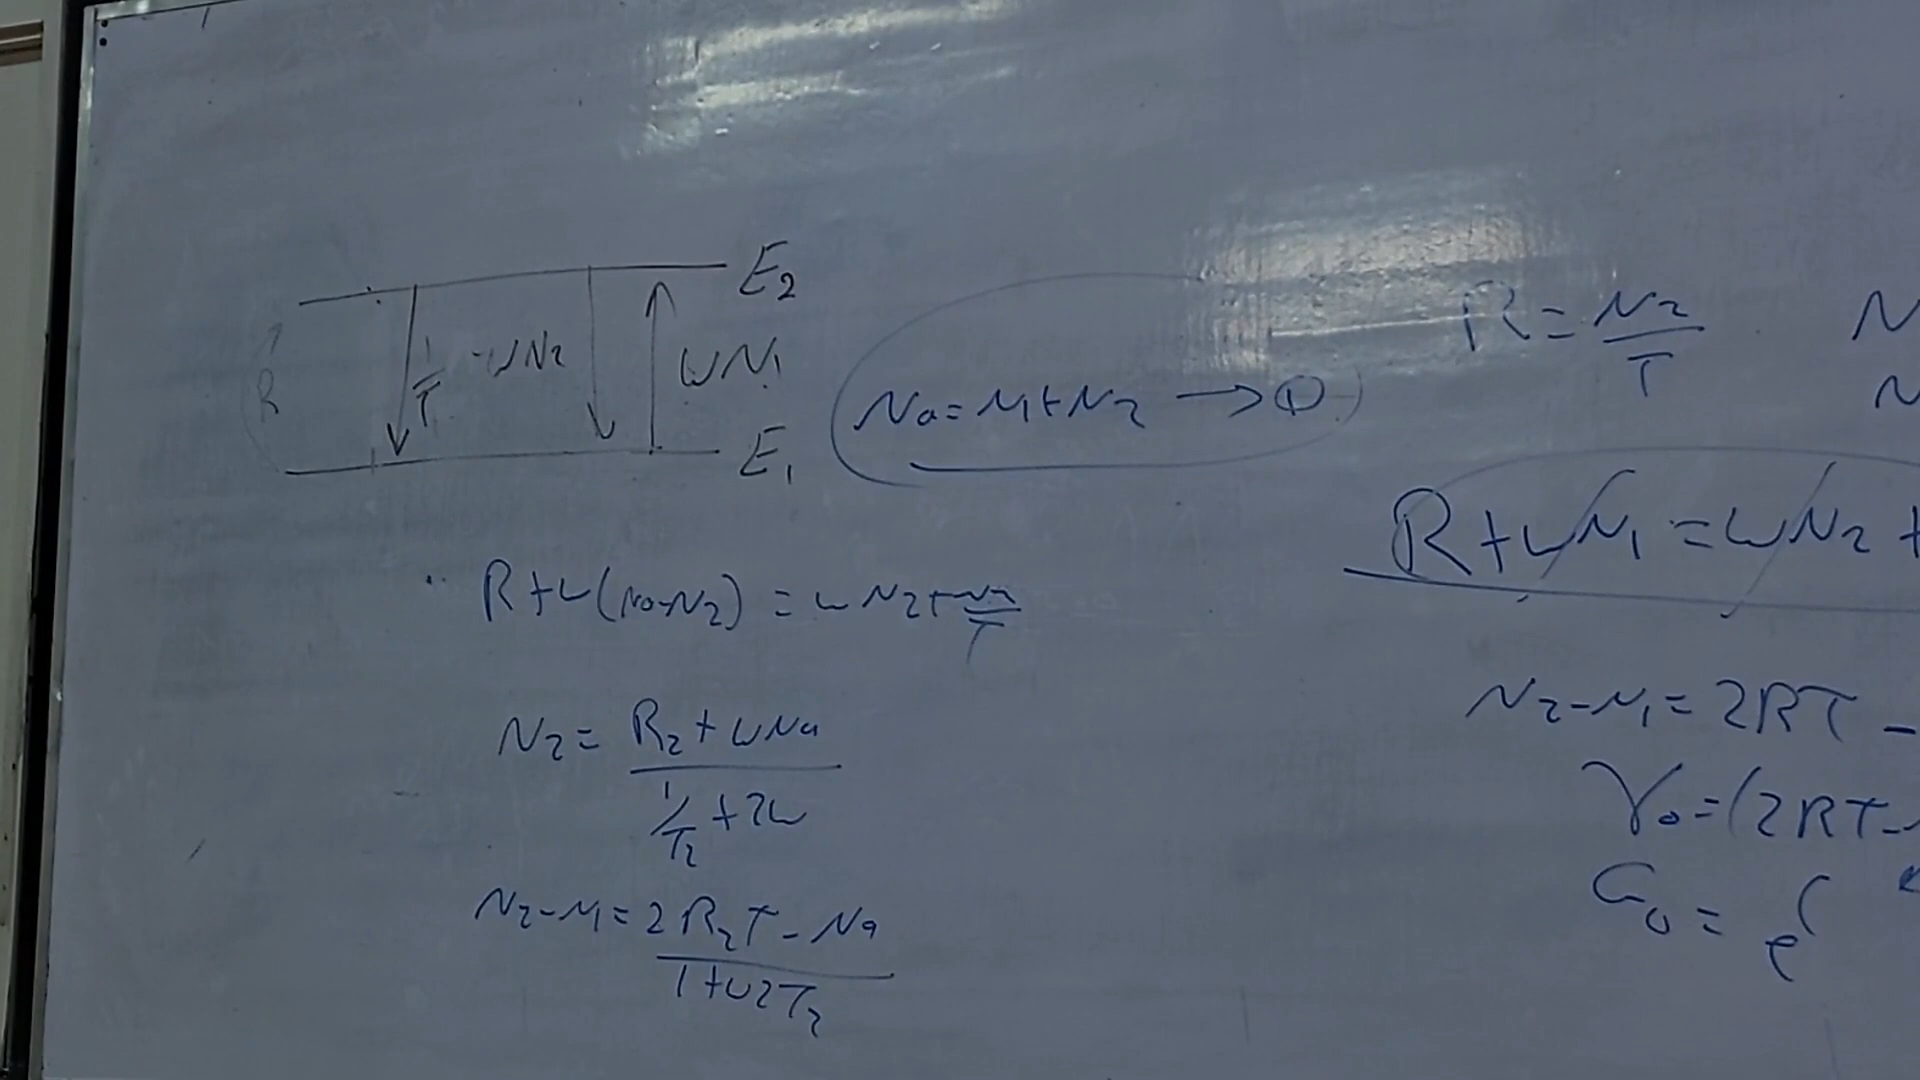 E2
R
1/T
WN2
WN1
E1
Na = N1 + N2 → ①
R + W(Na-N2) = WN2 + N2/T
N2 = (R2 + WNa) / (1/T2 + 2W)
N2 - N1 = (2R2T - Na) / (1 + W2T2)
R = N2/T
N
N
R + WN1 = WN2 +
N2 - N1 = 2RT -
γ0 = (2RT -
G0 = e